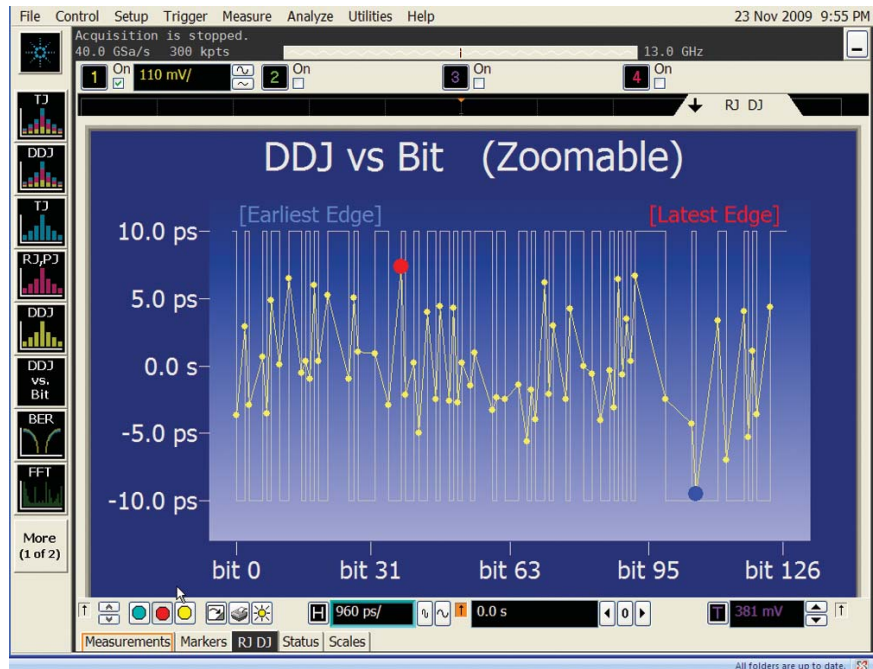 File Control Setup Trigger Measure Analyze Utilities Help 23 Nov 2009 9:55 PM
Acquisition is stopped.
40.0 GSa/s 300 kpts 13.0 GHz
1 On 110 mV/ 2 On 3 On 4 On
RJ DJ
TJ
DDJ
TJ
RJ,PJ
DDJ
DDJ
vs.
Bit
BER
FFT
More
(1 of 2)
DDJ vs Bit (Zoomable)
[Earliest Edge] [Latest Edge]
10.0 ps
5.0 ps
0.0 s
-5.0 ps
-10.0 ps
bit 0 bit 31 bit 63 bit 95 bit 126
H 960 ps/ 0.0 s 0 T 381 mV
Measurements Markers RJ DJ Status Scales
All folders are up to date.